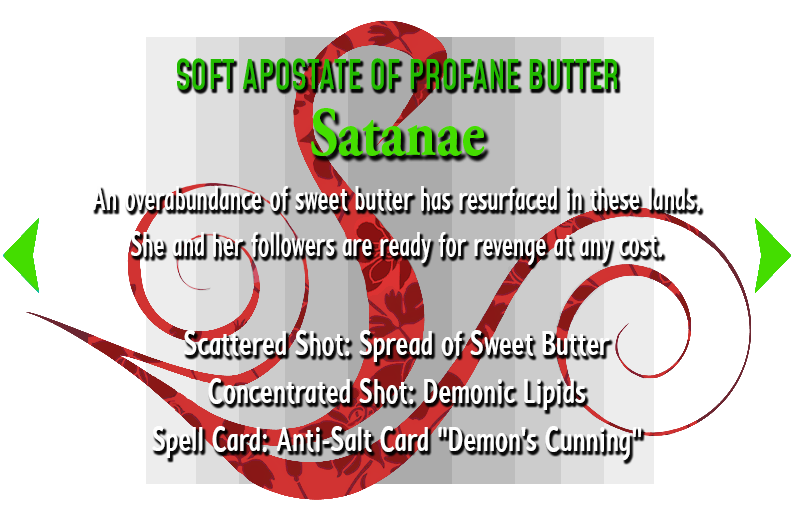 SOFT APOSTATE OF PROFANE BUTTER
Satanae
An overabundance of sweet butter has resurfaced in these lands.
She and her followers are ready for revenge at any cost.
Scattered Shot: Spread of Sweet Butter
Concentrated Shot: Demonic Lipids
Spell Card: Anti-Salt Card "Demon's Cunning"